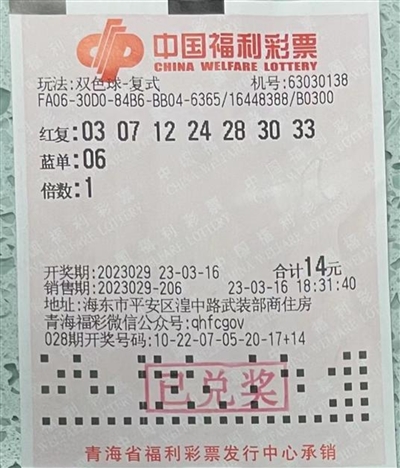 中国福利彩票
CHINA WELFARE LOTTERY
玩法:双色球-复式 机号:63030138
FA06-30D0-84B6-BB04-6365/16448388/B0300
红复:03 07 12 24 28 30 33
蓝单:06
倍数:1
开奖期:2023029 23-03-16 合计14元
销售期:2023029-206 23-03-16 18:31:40
地址:海东市平安区湟中路武装部商住房
青海福彩微信公众号:qhfcgov
028期开奖号码:10-22-07-05-20-17+14
已兑奖
青海省福利彩票发行中心承销